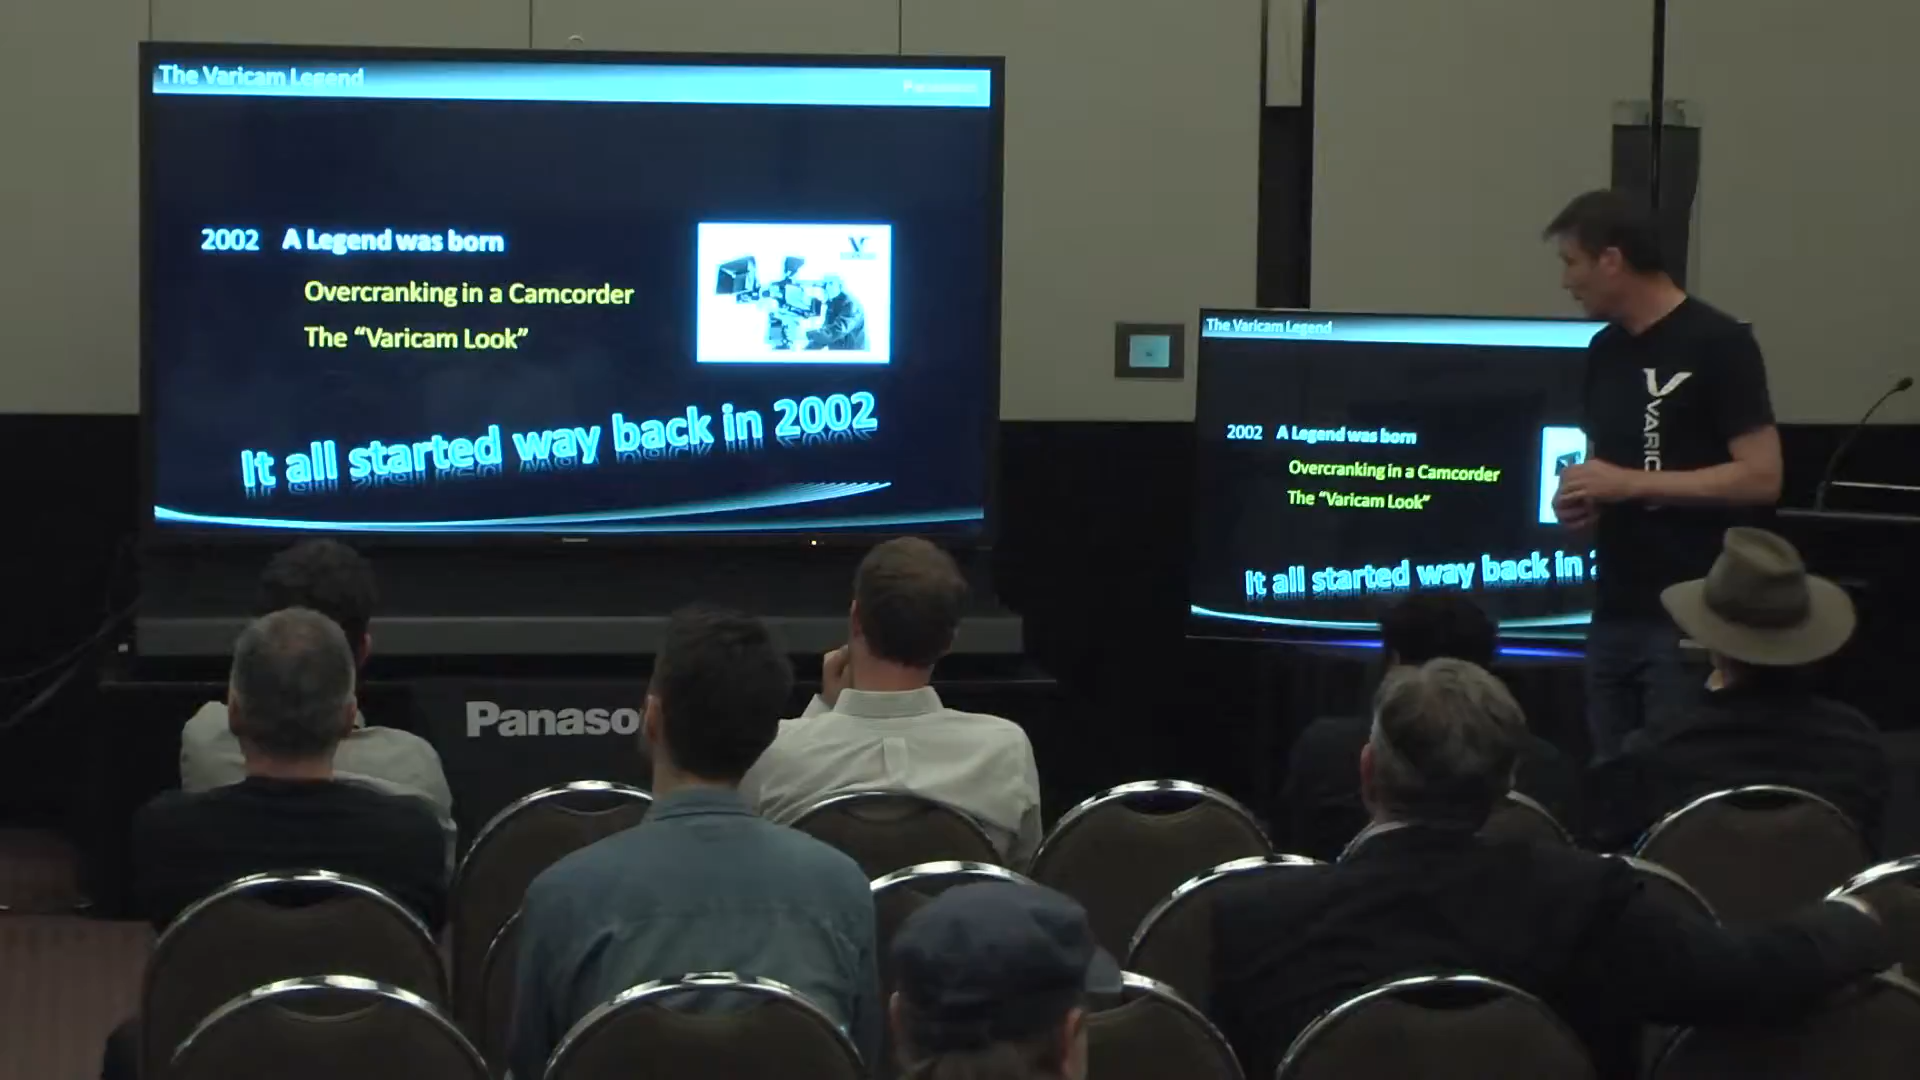 The Varicam Legend
Panasonic
2002 A Legend was born
Overcranking in a Camcorder
The “Varicam Look”
It all started way back in 2002
Panaso
The Varicam Legend
2002 A Legend was born
Overcranking in a Camcorder
The “Varicam Look”
It all started way back in
VARIC